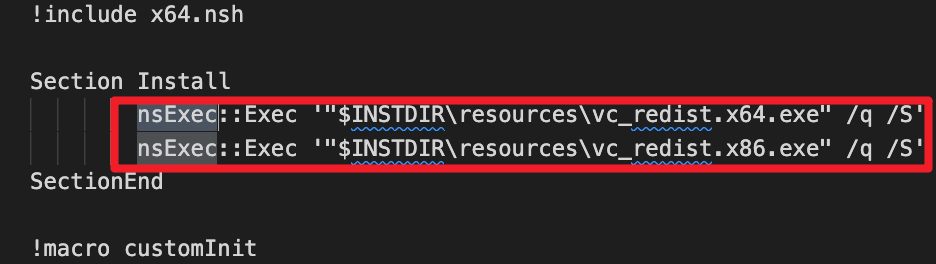 !include x64.nsh
Section Install
nsExec::Exec '"$INSTDIR\resources\vc_redist.x64.exe" /q /S'
nsExec::Exec '"$INSTDIR\resources\vc_redist.x86.exe" /q /S'
SectionEnd
!macro customInit